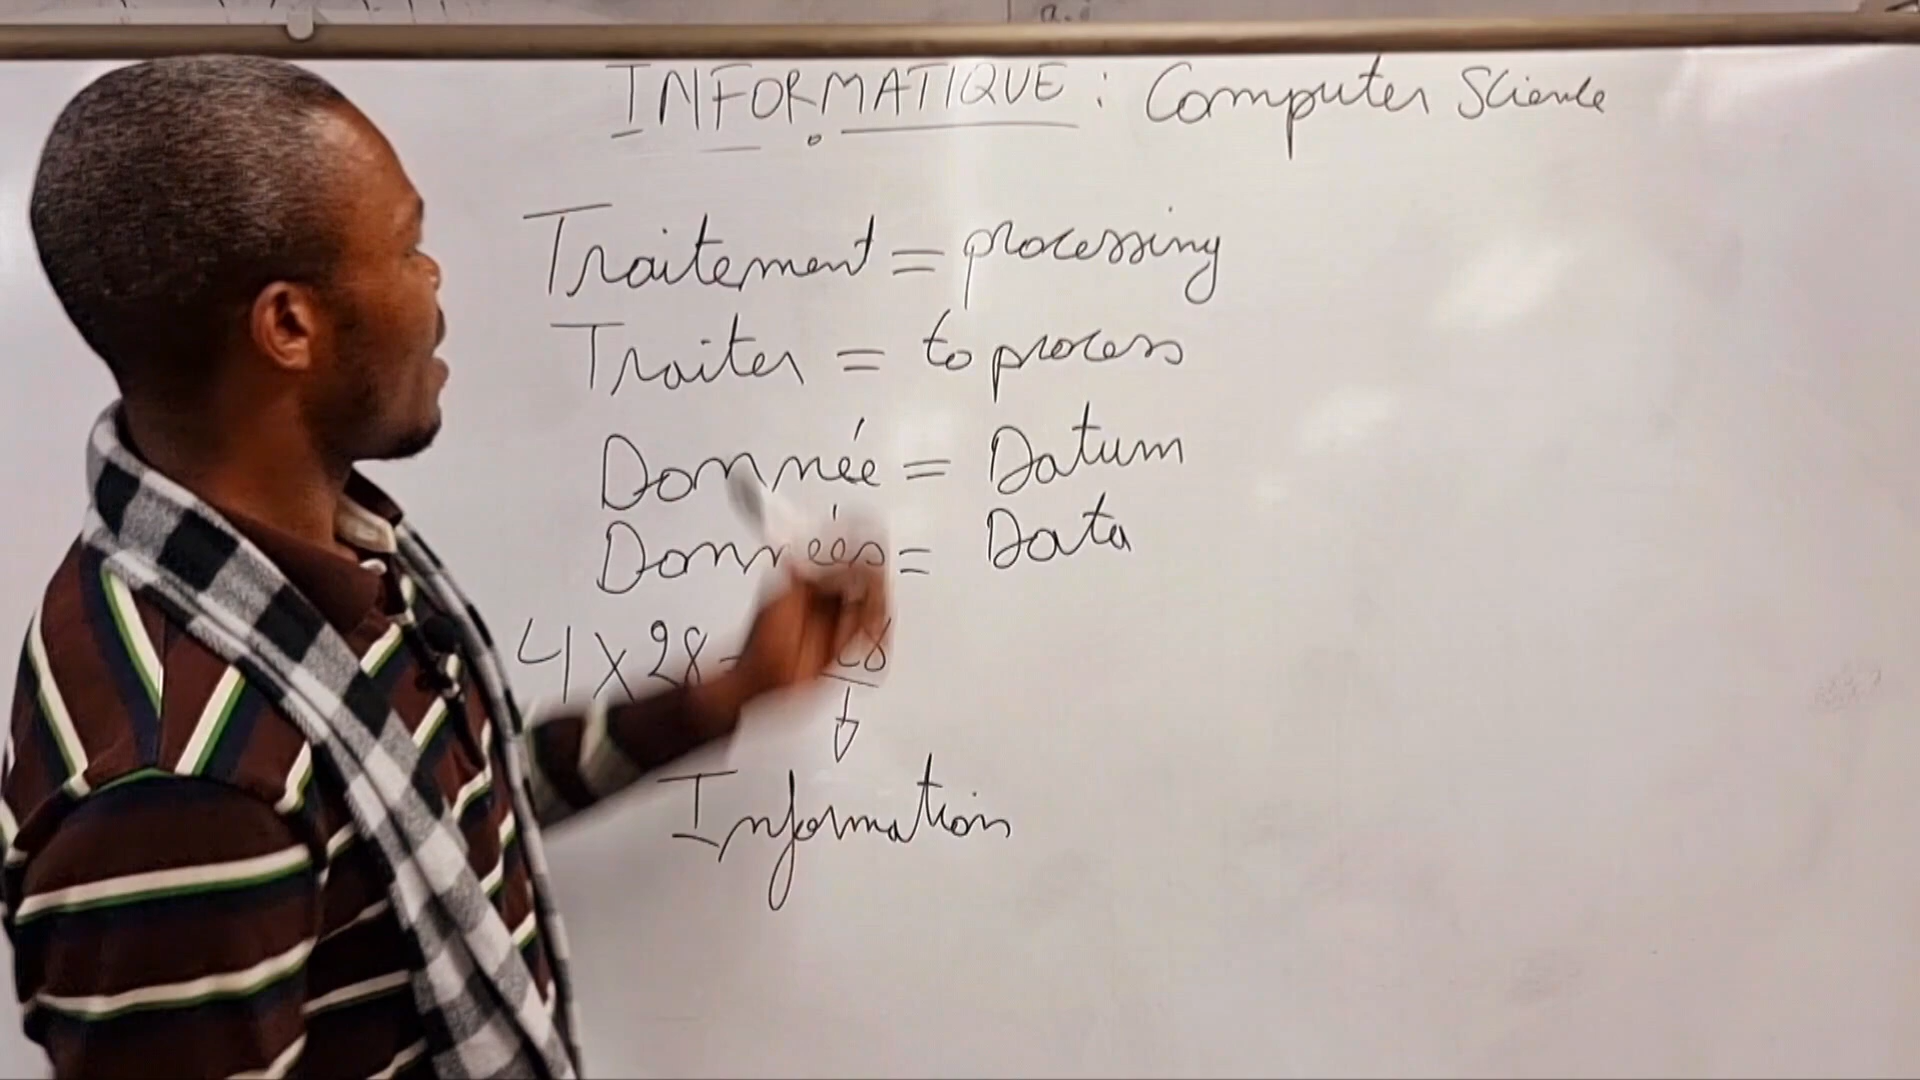 a.
INFORMATIQUE : Computer Science
Traitement = processing
Traiter = to process
Donnée = Datum
Données = Data
4 x 28
Information